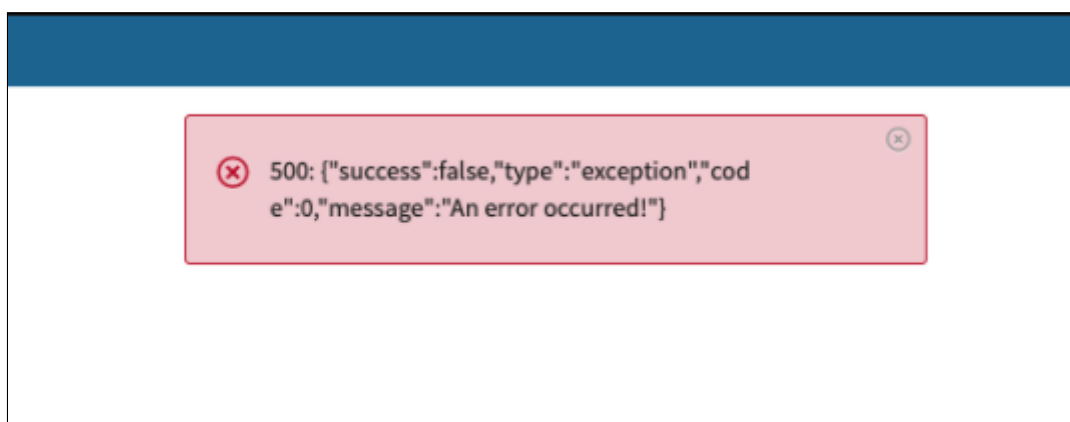 500: {"success":false,"type":"exception","cod
e":0,"message":"An error occurred!"}